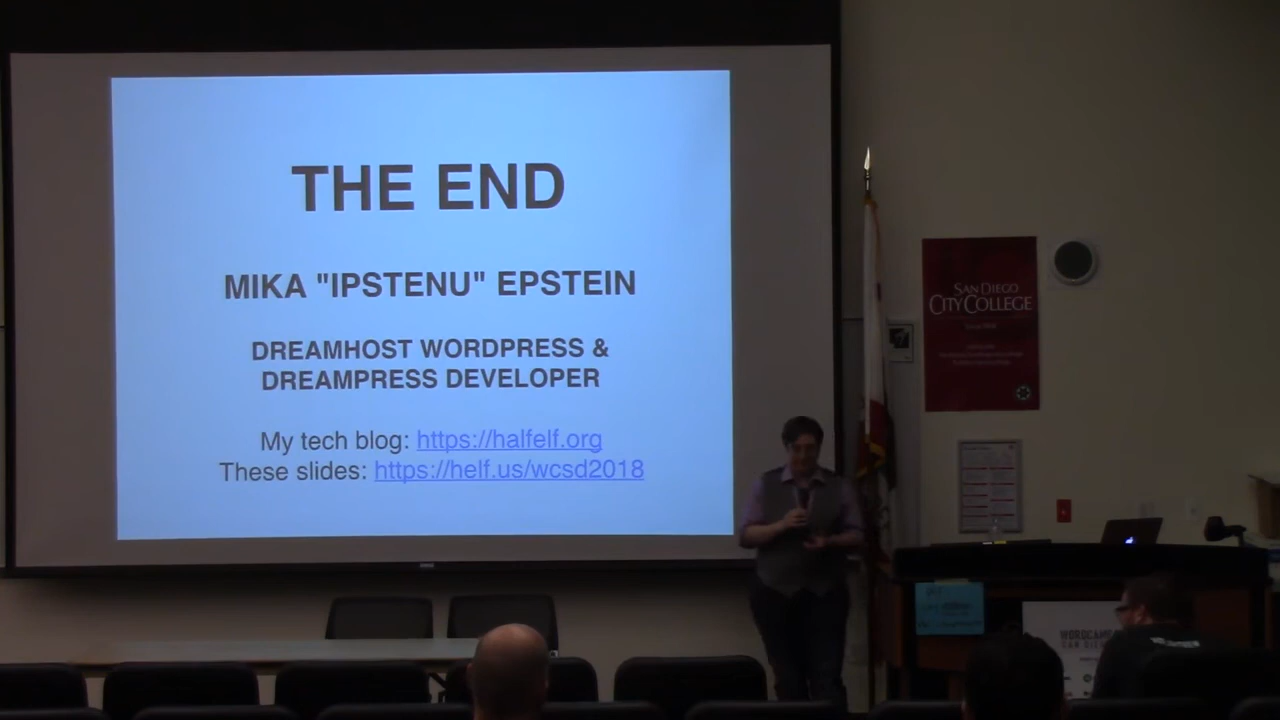 THE END
MIKA "IPSTENU" EPSTEIN
DREAMHOST WORDPRESS &
DREAMPRESS DEVELOPER
My tech blog: https://halfelf.org
These slides: https://helf.us/wcsd2018
SAN DIEGO
CITY COLLEGE